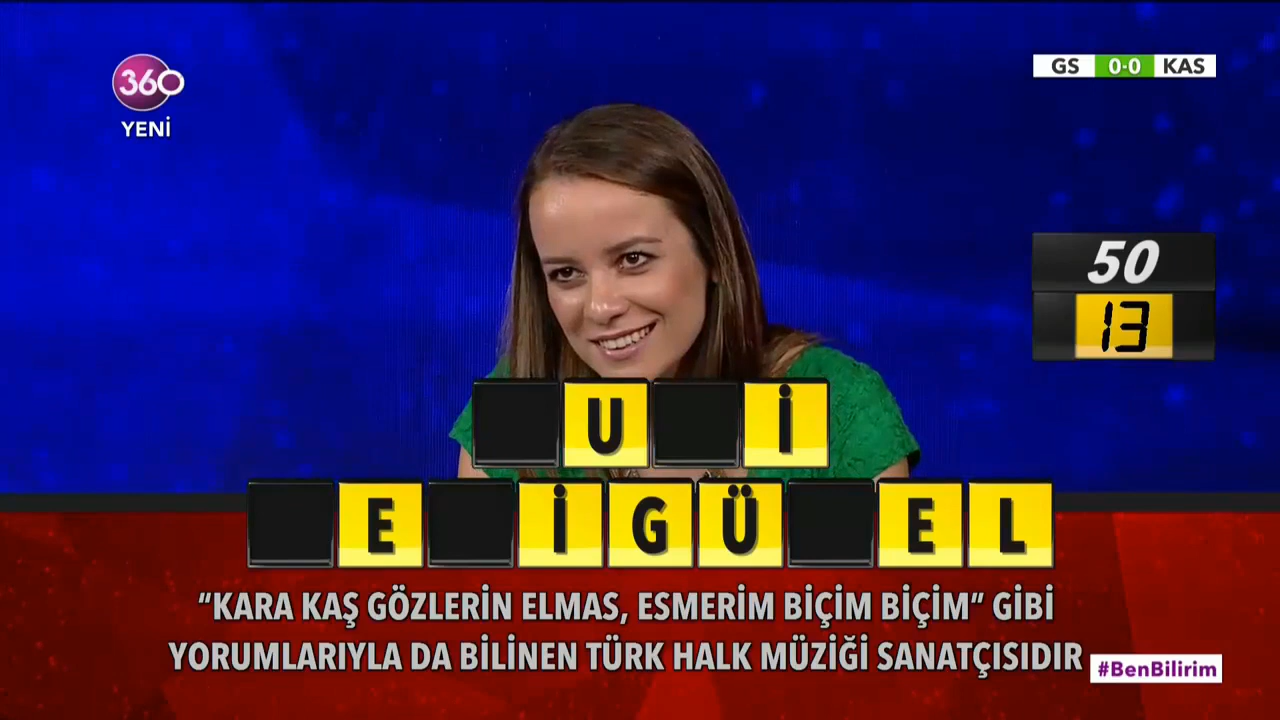 360
YENİ
GS 0-0 KAS
50
13
U İ
E İGÜ EL
“KARA KAŞ GÖZLERİN ELMAS, ESMERİM BİÇİM BİÇİM“ GİBİ
YORUMLARIYLA DA BİLİNEN TÜRK HALK MÜZİĞİ SANATÇISIDIR
#BenBilirim